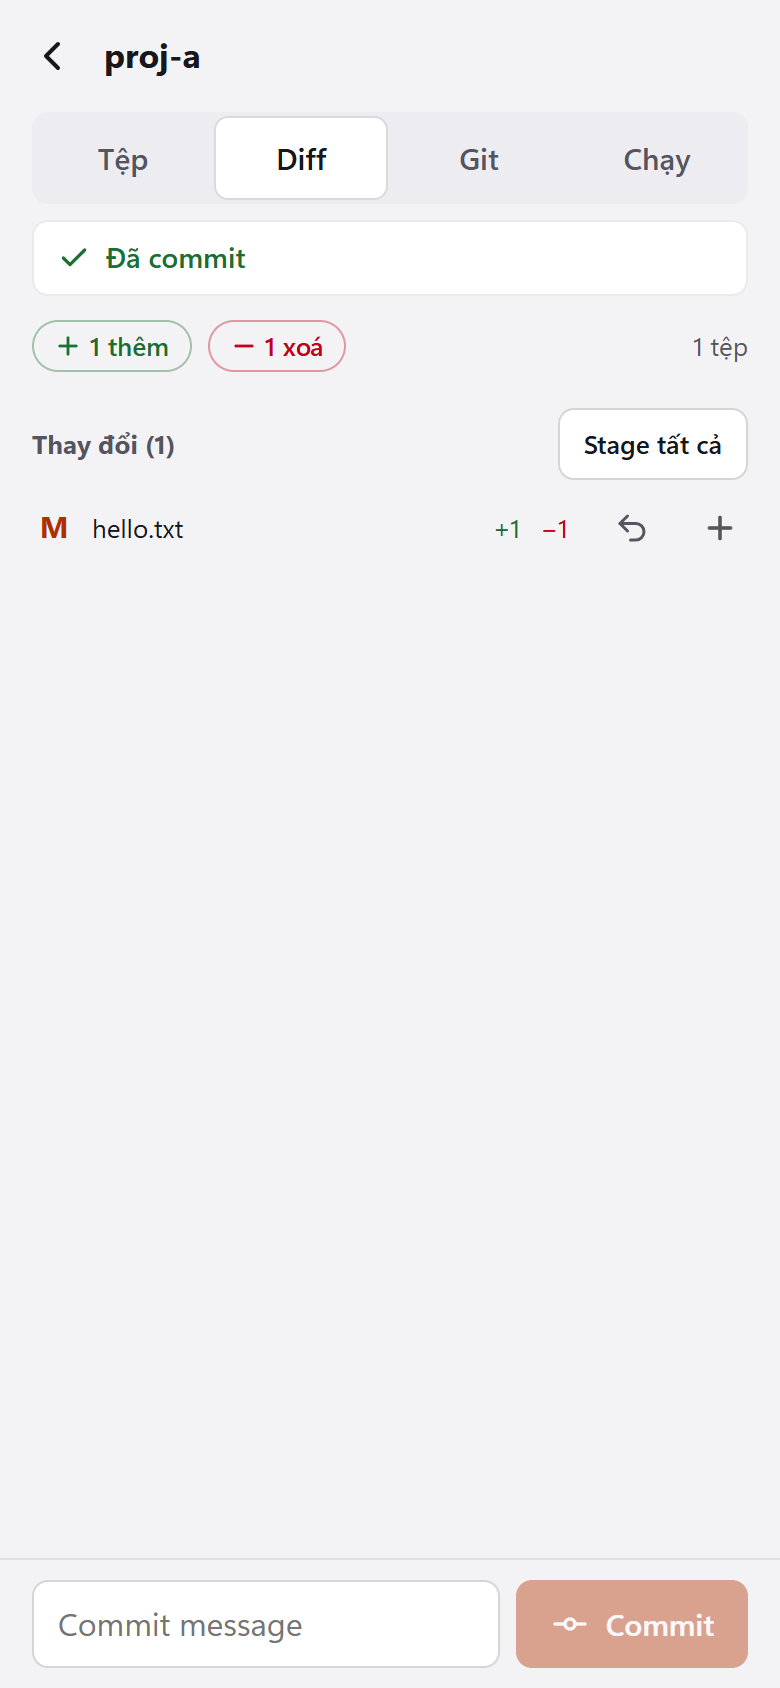 proj-a
Tệp Diff Git Chạy
Đã commit
+ 1 thêm − 1 xoá 1 tệp
Thay đổi (1) Stage tất cả
M hello.txt +1 −1
Commit message Commit